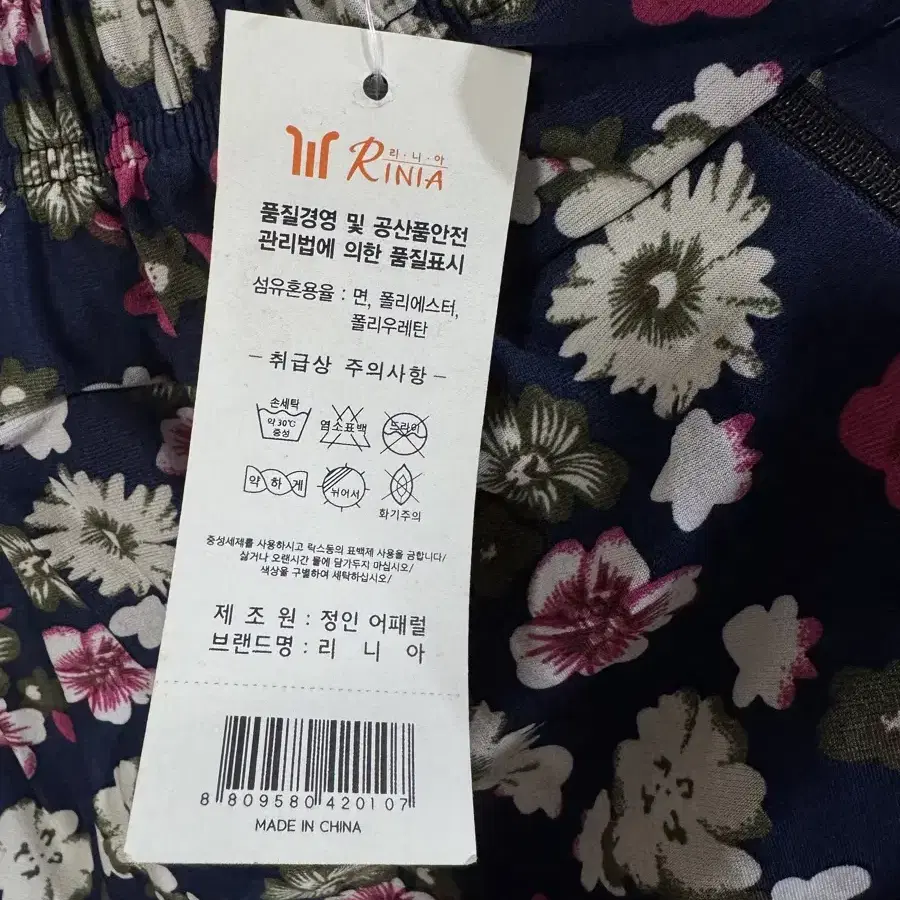 리·니·아
RINIA
품질경영 및 공산품안전
관리법에 의한 품질표시
섬유혼용율 : 면, 폴리에스터,
폴리우레탄
- 취급상 주의사항 -
손세탁
약 30℃
중성
염소표백
드라이
약하게
뉘어서
화기주의
중성세제를 사용하시고 락스등의 표백제 사용을 금합니다/
삶거나 오랜시간 물에 담가두지 마십시오/
색상을 구별하여 세탁하십시오/
제 조 원 : 정인 어패럴
브랜드명 : 리 니 아
8 809580 420107
MADE IN CHINA